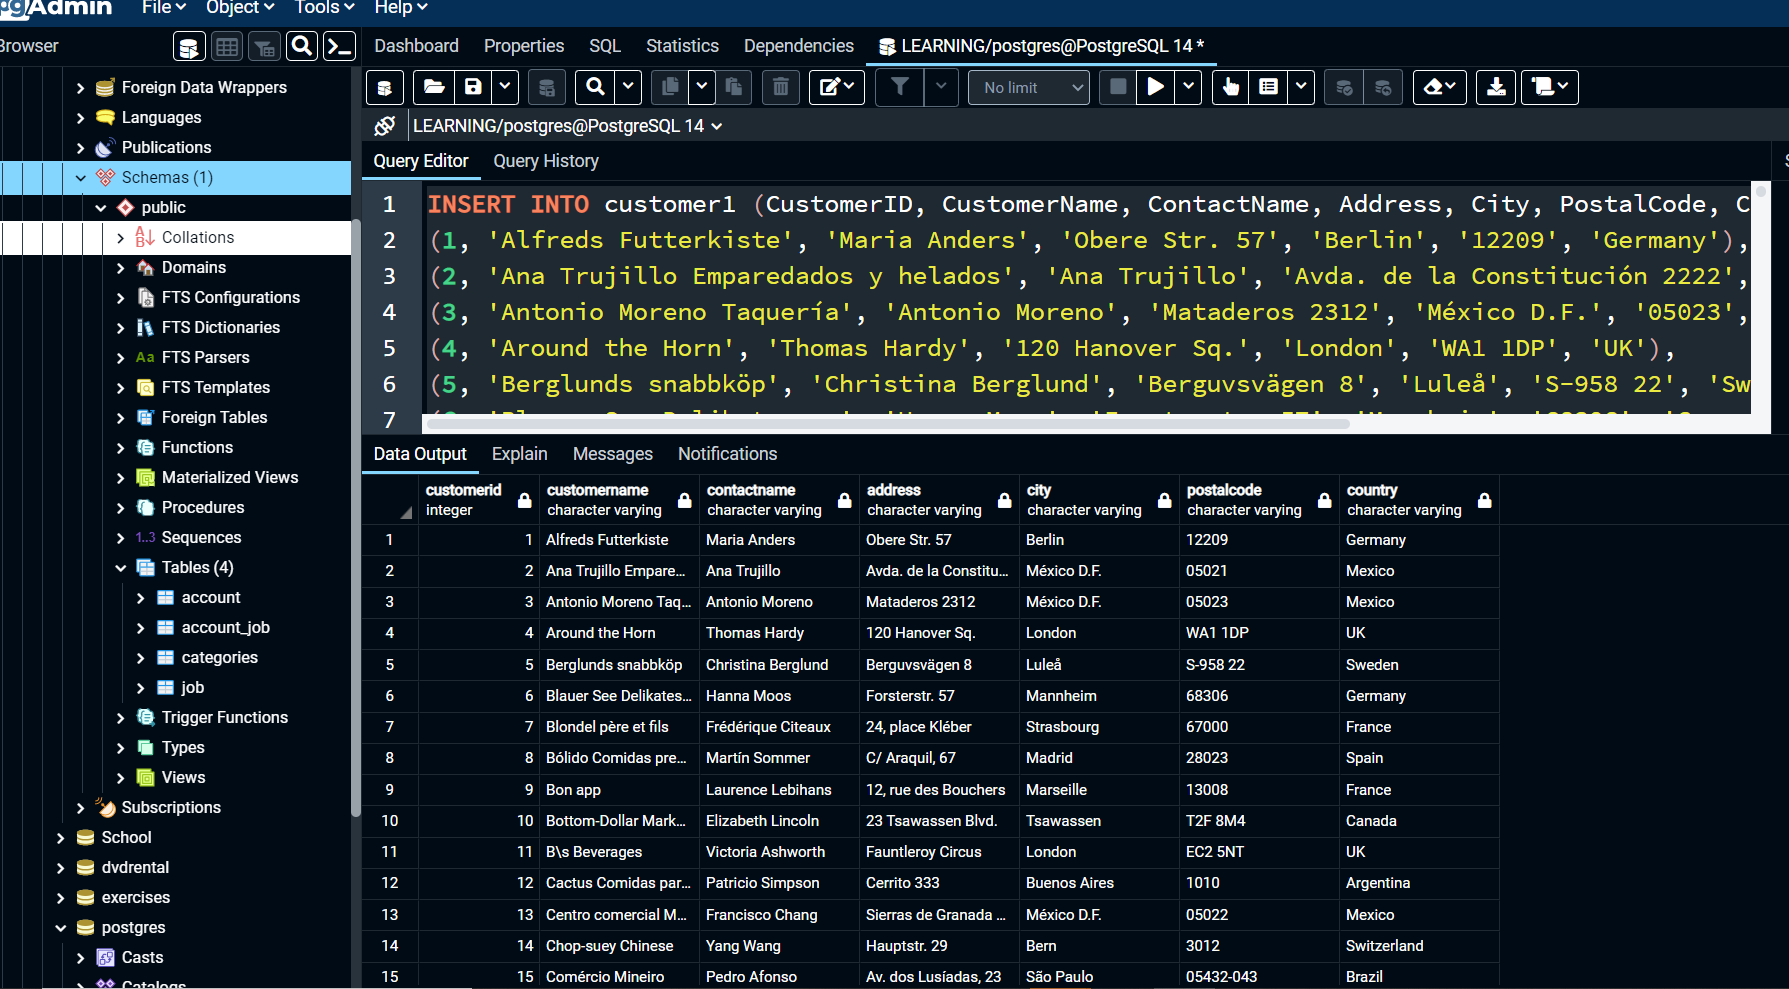 pgAdmin File Object Tools Help
Browser
Dashboard Properties SQL Statistics Dependencies LEARNING/postgres@PostgreSQL 14 *
No limit
LEARNING/postgres@PostgreSQL 14
Query Editor Query History
Foreign Data Wrappers
Languages
Publications
Schemas (1)
public
Collations
Domains
FTS Configurations
FTS Dictionaries
Aa FTS Parsers
FTS Templates
Foreign Tables
Functions
Materialized Views
Procedures
1..3 Sequences
Tables (4)
account
account_job
categories
job
Trigger Functions
Types
Views
Subscriptions
School
dvdrental
exercises
postgres
Casts
Catalogs
1 INSERT INTO customer1 (CustomerID, CustomerName, ContactName, Address, City, PostalCode, C
2 (1, 'Alfreds Futterkiste', 'Maria Anders', 'Obere Str. 57', 'Berlin', '12209', 'Germany'),
3 (2, 'Ana Trujillo Emparedados y helados', 'Ana Trujillo', 'Avda. de la Constitución 2222',
4 (3, 'Antonio Moreno Taquería', 'Antonio Moreno', 'Mataderos 2312', 'México D.F.', '05023',
5 (4, 'Around the Horn', 'Thomas Hardy', '120 Hanover Sq.', 'London', 'WA1 1DP', 'UK'),
6 (5, 'Berglunds snabbköp', 'Christina Berglund', 'Berguvsvägen 8', 'Luleå', 'S-958 22', 'Sw
7
Data Output Explain Messages Notifications
customerid customername contactname address city postalcode country
integer character varying character varying character varying character varying character varying character varying
1 1 Alfreds Futterkiste Maria Anders Obere Str. 57 Berlin 12209 Germany
2 2 Ana Trujillo Empare... Ana Trujillo Avda. de la Constitu... México D.F. 05021 Mexico
3 3 Antonio Moreno Taq... Antonio Moreno Mataderos 2312 México D.F. 05023 Mexico
4 4 Around the Horn Thomas Hardy 120 Hanover Sq. London WA1 1DP UK
5 5 Berglunds snabbköp Christina Berglund Berguvsvägen 8 Luleå S-958 22 Sweden
6 6 Blauer See Delikates... Hanna Moos Forsterstr. 57 Mannheim 68306 Germany
7 7 Blondel père et fils Frédérique Citeaux 24, place Kléber Strasbourg 67000 France
8 8 Bólido Comidas pre... Martín Sommer C/ Araquil, 67 Madrid 28023 Spain
9 9 Bon app Laurence Lebihans 12, rue des Bouchers Marseille 13008 France
10 10 Bottom-Dollar Mark... Elizabeth Lincoln 23 Tsawassen Blvd. Tsawassen T2F 8M4 Canada
11 11 B\s Beverages Victoria Ashworth Fauntleroy Circus London EC2 5NT UK
12 12 Cactus Comidas par... Patricio Simpson Cerrito 333 Buenos Aires 1010 Argentina
13 13 Centro comercial M... Francisco Chang Sierras de Granada ... México D.F. 05022 Mexico
14 14 Chop-suey Chinese Yang Wang Hauptstr. 29 Bern 3012 Switzerland
15 15 Comércio Mineiro Pedro Afonso Av. dos Lusíadas, 23 São Paulo 05432-043 Brazil